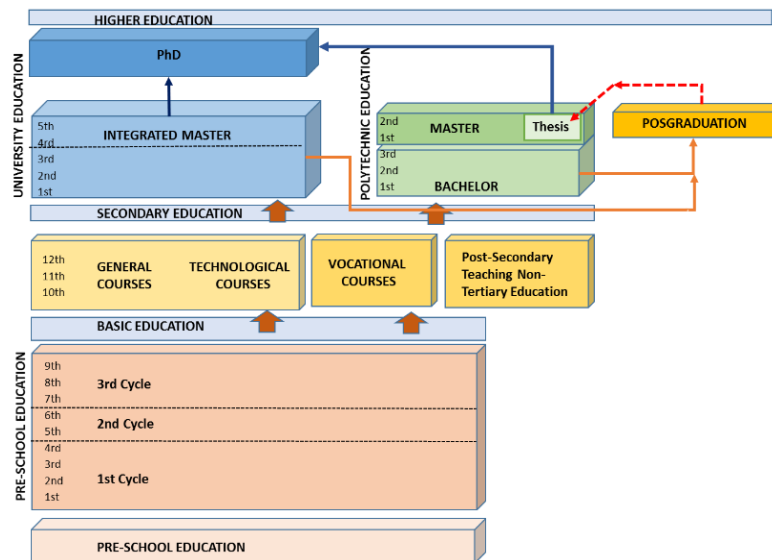 HIGHER EDUCATION
UNIVERSITY EDUCATION
PhD
5th
4rd
3rd
2nd
1st
INTEGRATED MASTER
POLYTECHNIC EDUCATION
2nd
1st
MASTER
Thesis
3rd
2nd
1st
BACHELOR
POSGRADUATION
SECONDARY EDUCATION
12th
11th
10th
GENERAL
COURSES
TECHNOLOGICAL
COURSES
VOCATIONAL
COURSES
Post-Secondary
Teaching Non-
Tertiary Education
BASIC EDUCATION
PRE-SCHOOL EDUCATION
9th
8th
7th
3rd Cycle
6th
5th
2nd Cycle
4rd
3rd
2nd
1st
1st Cycle
PRE-SCHOOL EDUCATION